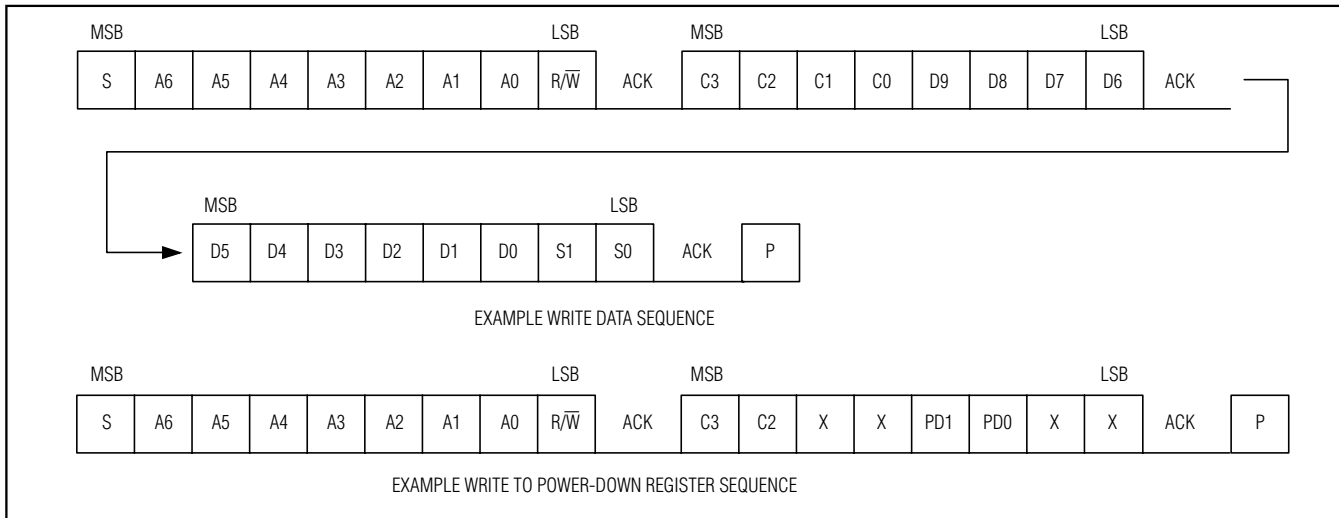 MSB LSB MSB LSB
S A6 A5 A4 A3 A2 A1 A0 R/W̅ ACK C3 C2 C1 C0 D9 D8 D7 D6 ACK
MSB LSB
D5 D4 D3 D2 D1 D0 S1 S0 ACK P
EXAMPLE WRITE DATA SEQUENCE
MSB LSB MSB LSB
S A6 A5 A4 A3 A2 A1 A0 R/W̅ ACK C3 C2 X X PD1 PD0 X X ACK P
EXAMPLE WRITE TO POWER-DOWN REGISTER SEQUENCE